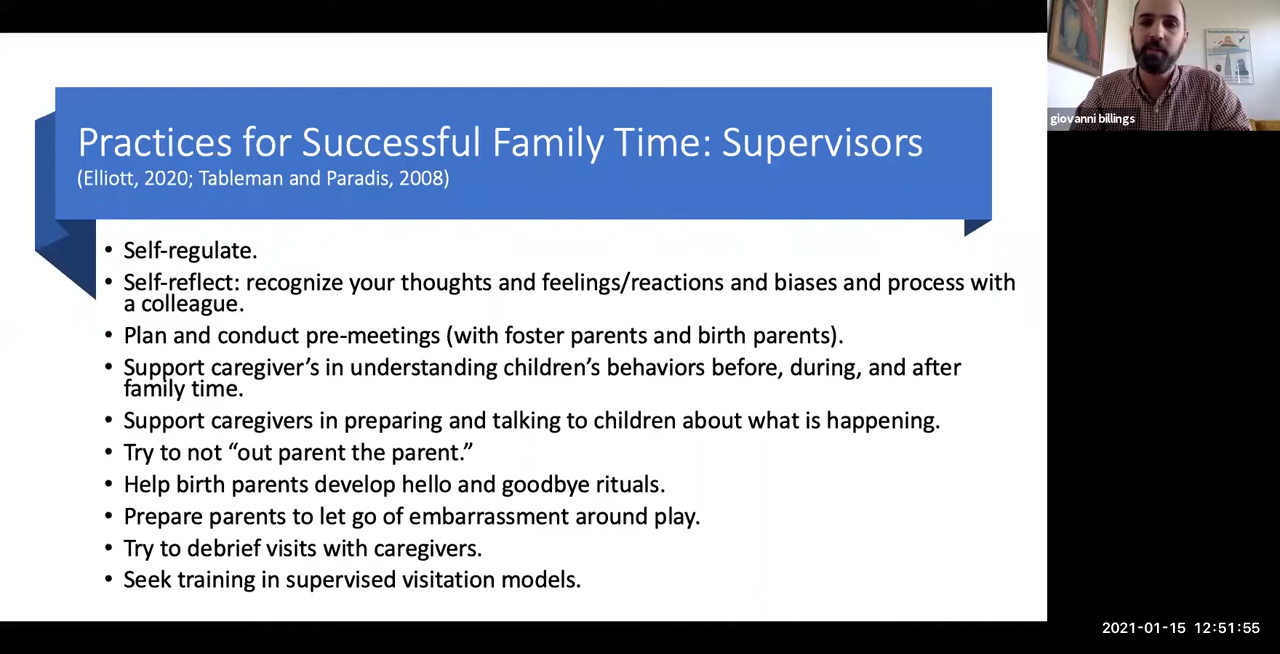 Practices for Successful Family Time: Supervisors
(Elliott, 2020; Tableman and Paradis, 2008)
• Self-regulate.
• Self-reflect: recognize your thoughts and feelings/reactions and biases and process with
a colleague.
• Plan and conduct pre-meetings (with foster parents and birth parents).
• Support caregiver’s in understanding children’s behaviors before, during, and after
family time.
• Support caregivers in preparing and talking to children about what is happening.
• Try to not “out parent the parent.”
• Help birth parents develop hello and goodbye rituals.
• Prepare parents to let go of embarrassment around play.
• Try to debrief visits with caregivers.
• Seek training in supervised visitation models.
giovanni billings
2021-01-15 12:51:55